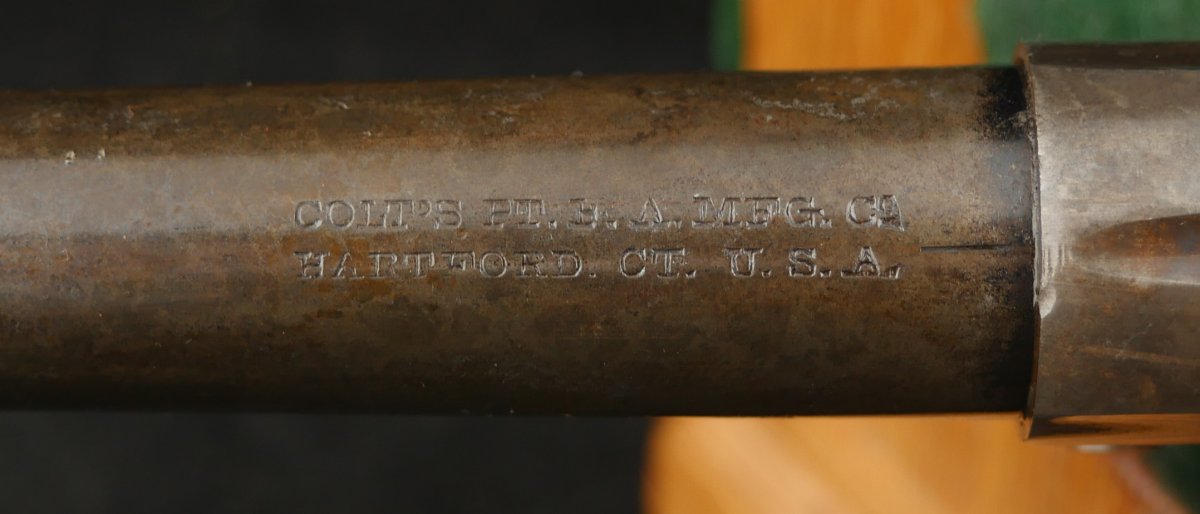 COLT'S PT. F. A. MFG. Co.
HARTFORD. CT. U. S. A.